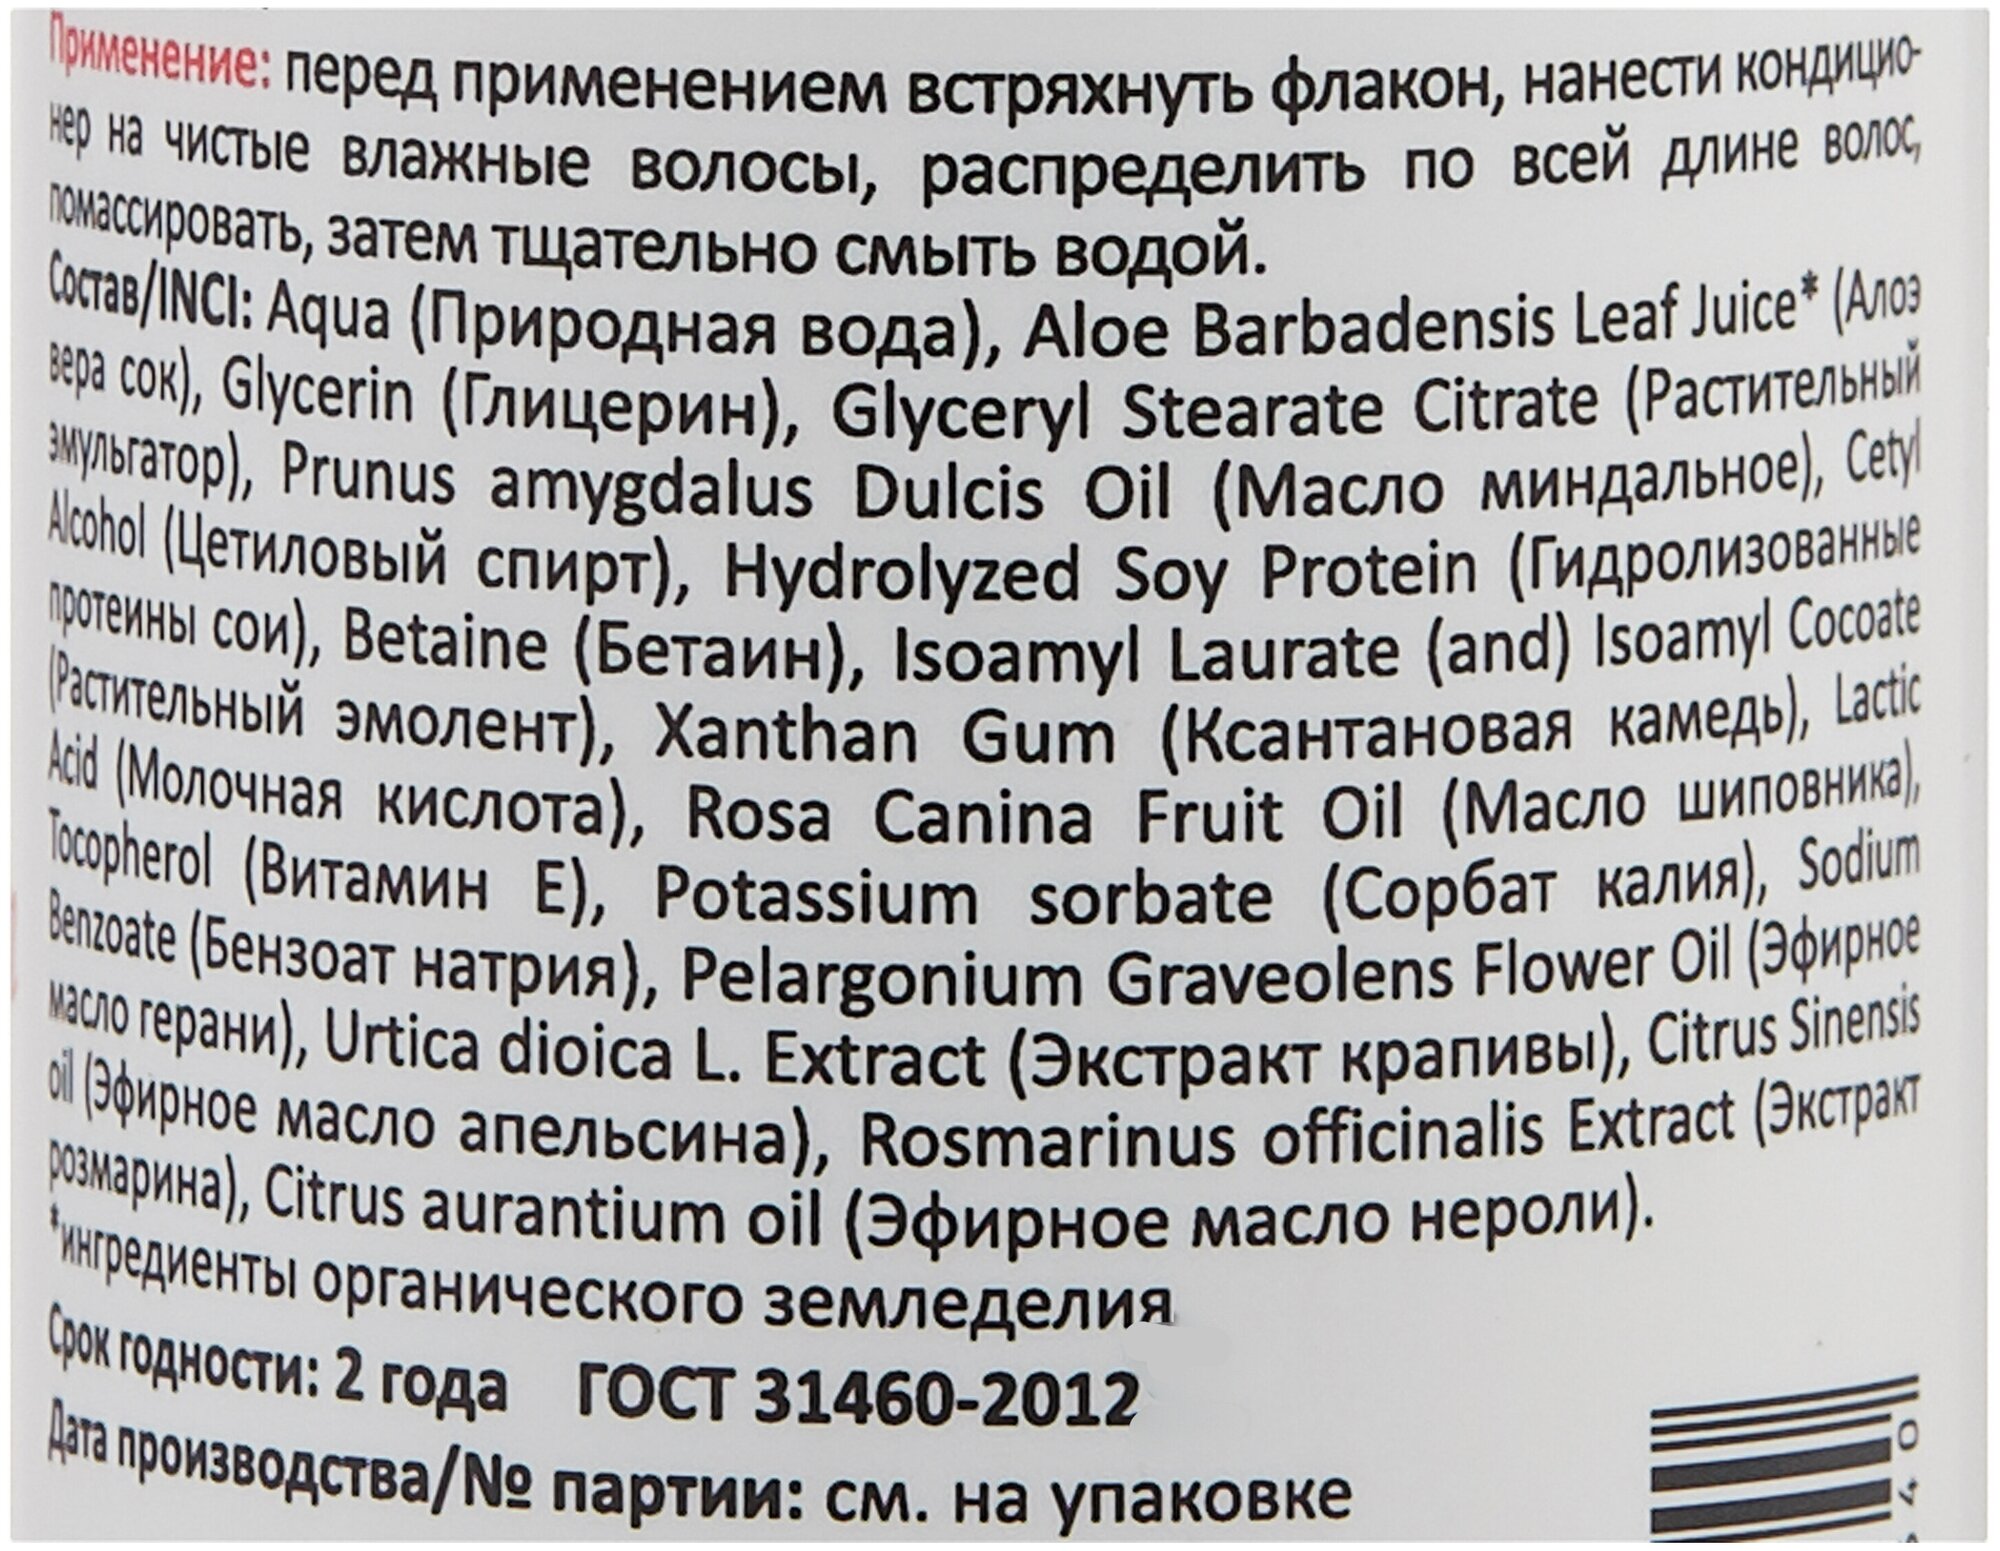 Применение: перед применением встряхнуть флакон, нанести кондицио-
нер на чистые влажные волосы, распределить по всей длине волос,
помассировать, затем тщательно смыть водой.
Состав/INCI: Aqua (Природная вода), Aloe Barbadensis Leaf Juice* (Алоэ
вера сок), Glycerin (Глицерин), Glyceryl Stearate Citrate (Растительный
эмульгатор), Prunus amygdalus Dulcis Oil (Масло миндальное), Cetyl
Alcohol (Цетиловый спирт), Hydrolyzed Soy Protein (Гидролизованные
протеины сои), Betaine (Бетаин), Isoamyl Laurate (and) Isoamyl Cocoate
(Растительный эмолент), Xanthan Gum (Ксантановая камедь), Lactic
Acid (Молочная кислота), Rosa Canina Fruit Oil (Масло шиповника),
Tocopherol (Витамин Е), Potassium sorbate (Сорбат калия), Sodium
Benzoate (Бензоат натрия), Pelargonium Graveolens Flower Oil (Эфирное
масло герани), Urtica dioica L. Extract (Экстракт крапивы), Citrus Sinensis
oil (Эфирное масло апельсина), Rosmarinus officinalis Extract (Экстракт
розмарина), Citrus aurantium oil (Эфирное масло нероли).
*ингредиенты органического земледелия
Срок годности: 2 года ГОСТ 31460-2012
Дата производства/№ партии: см. на упаковке